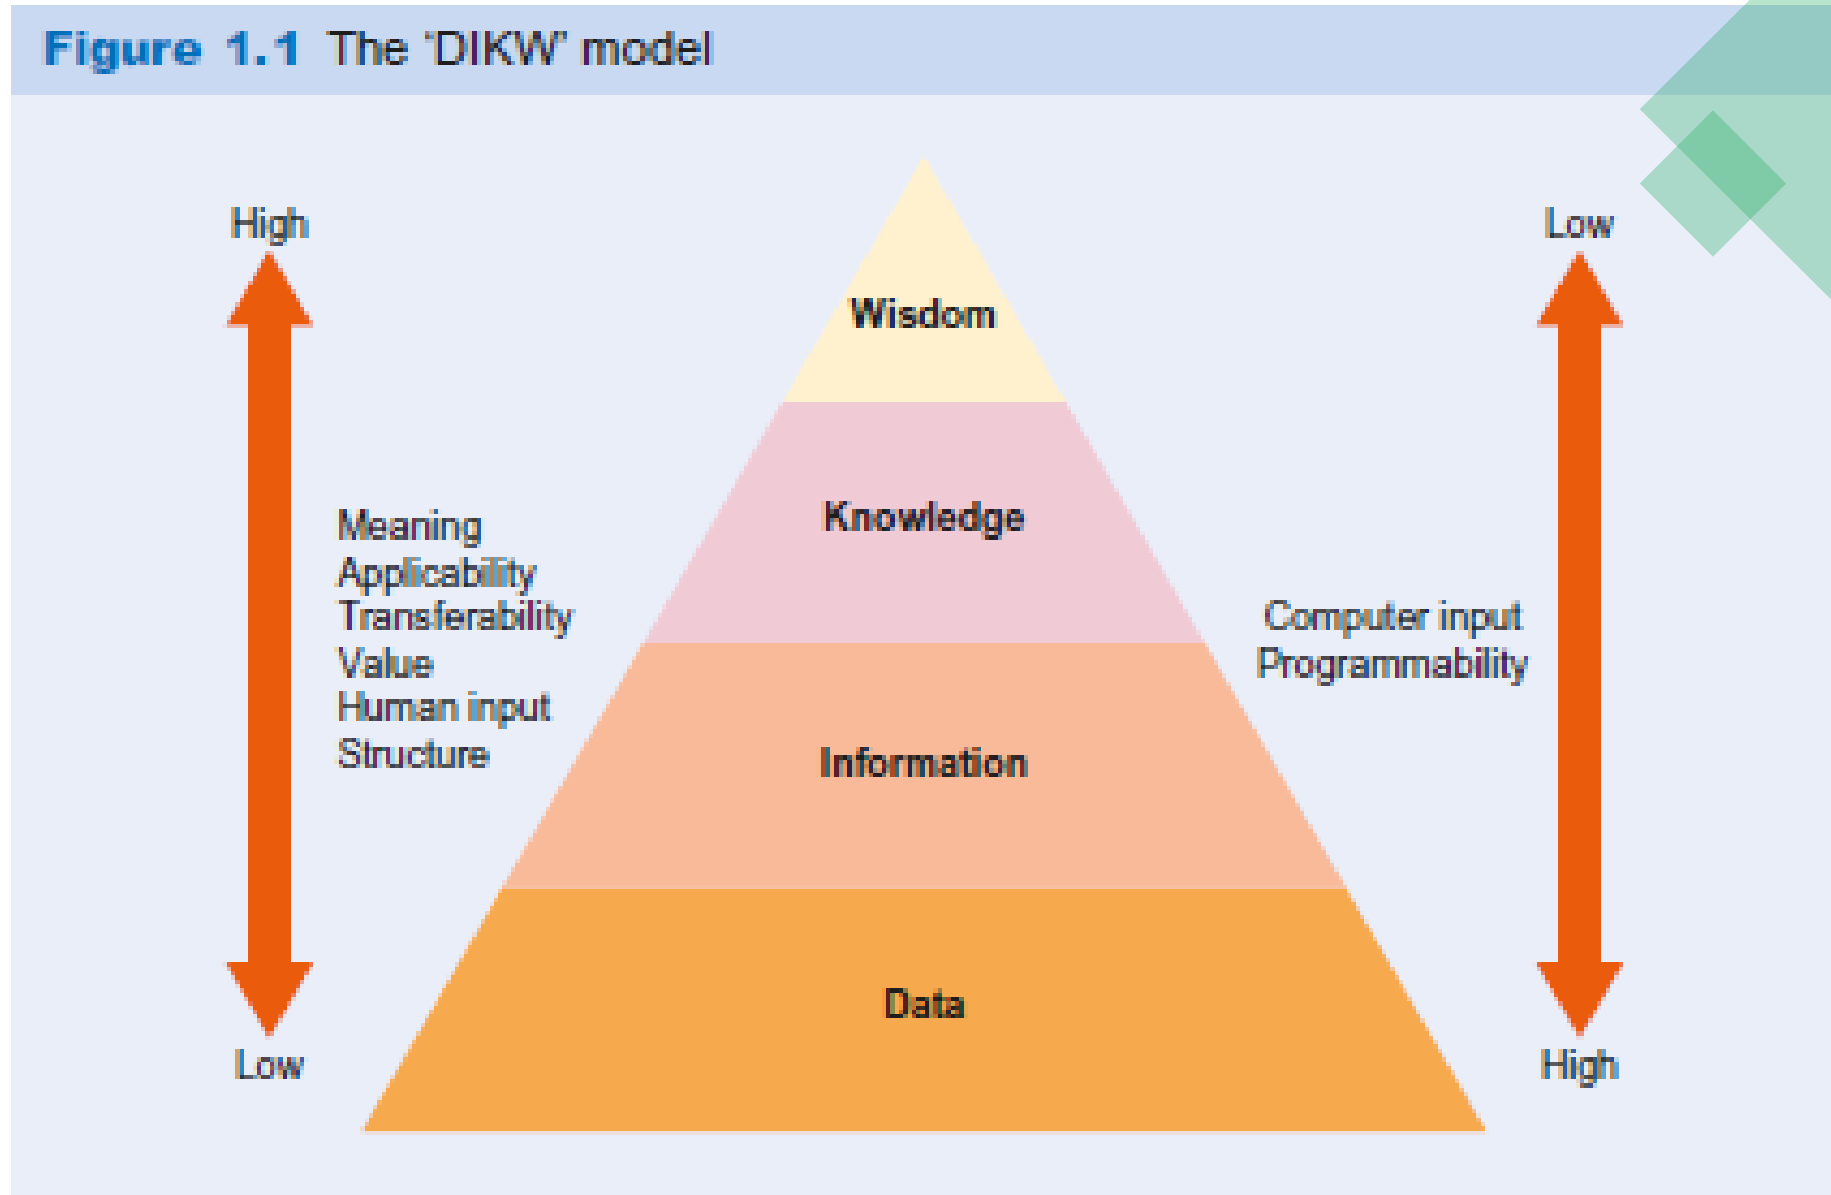 Figure 1.1 The ‘DIKW’ model
High
Low
Wisdom
Knowledge
Meaning
Applicability
Transferability
Value
Human input
Structure
Computer input
Programmability
Information
Data
Low
High